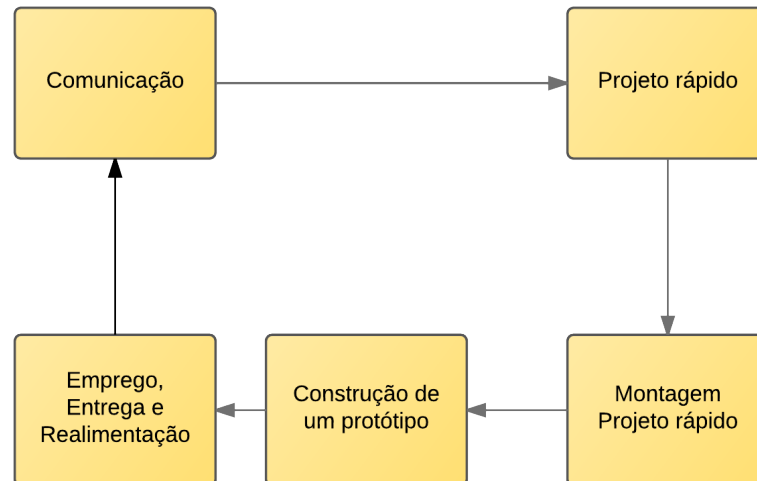 Comunicação
Projeto rápido
Emprego,
Entrega e
Realimentação
Construção de
um protótipo
Montagem
Projeto rápido